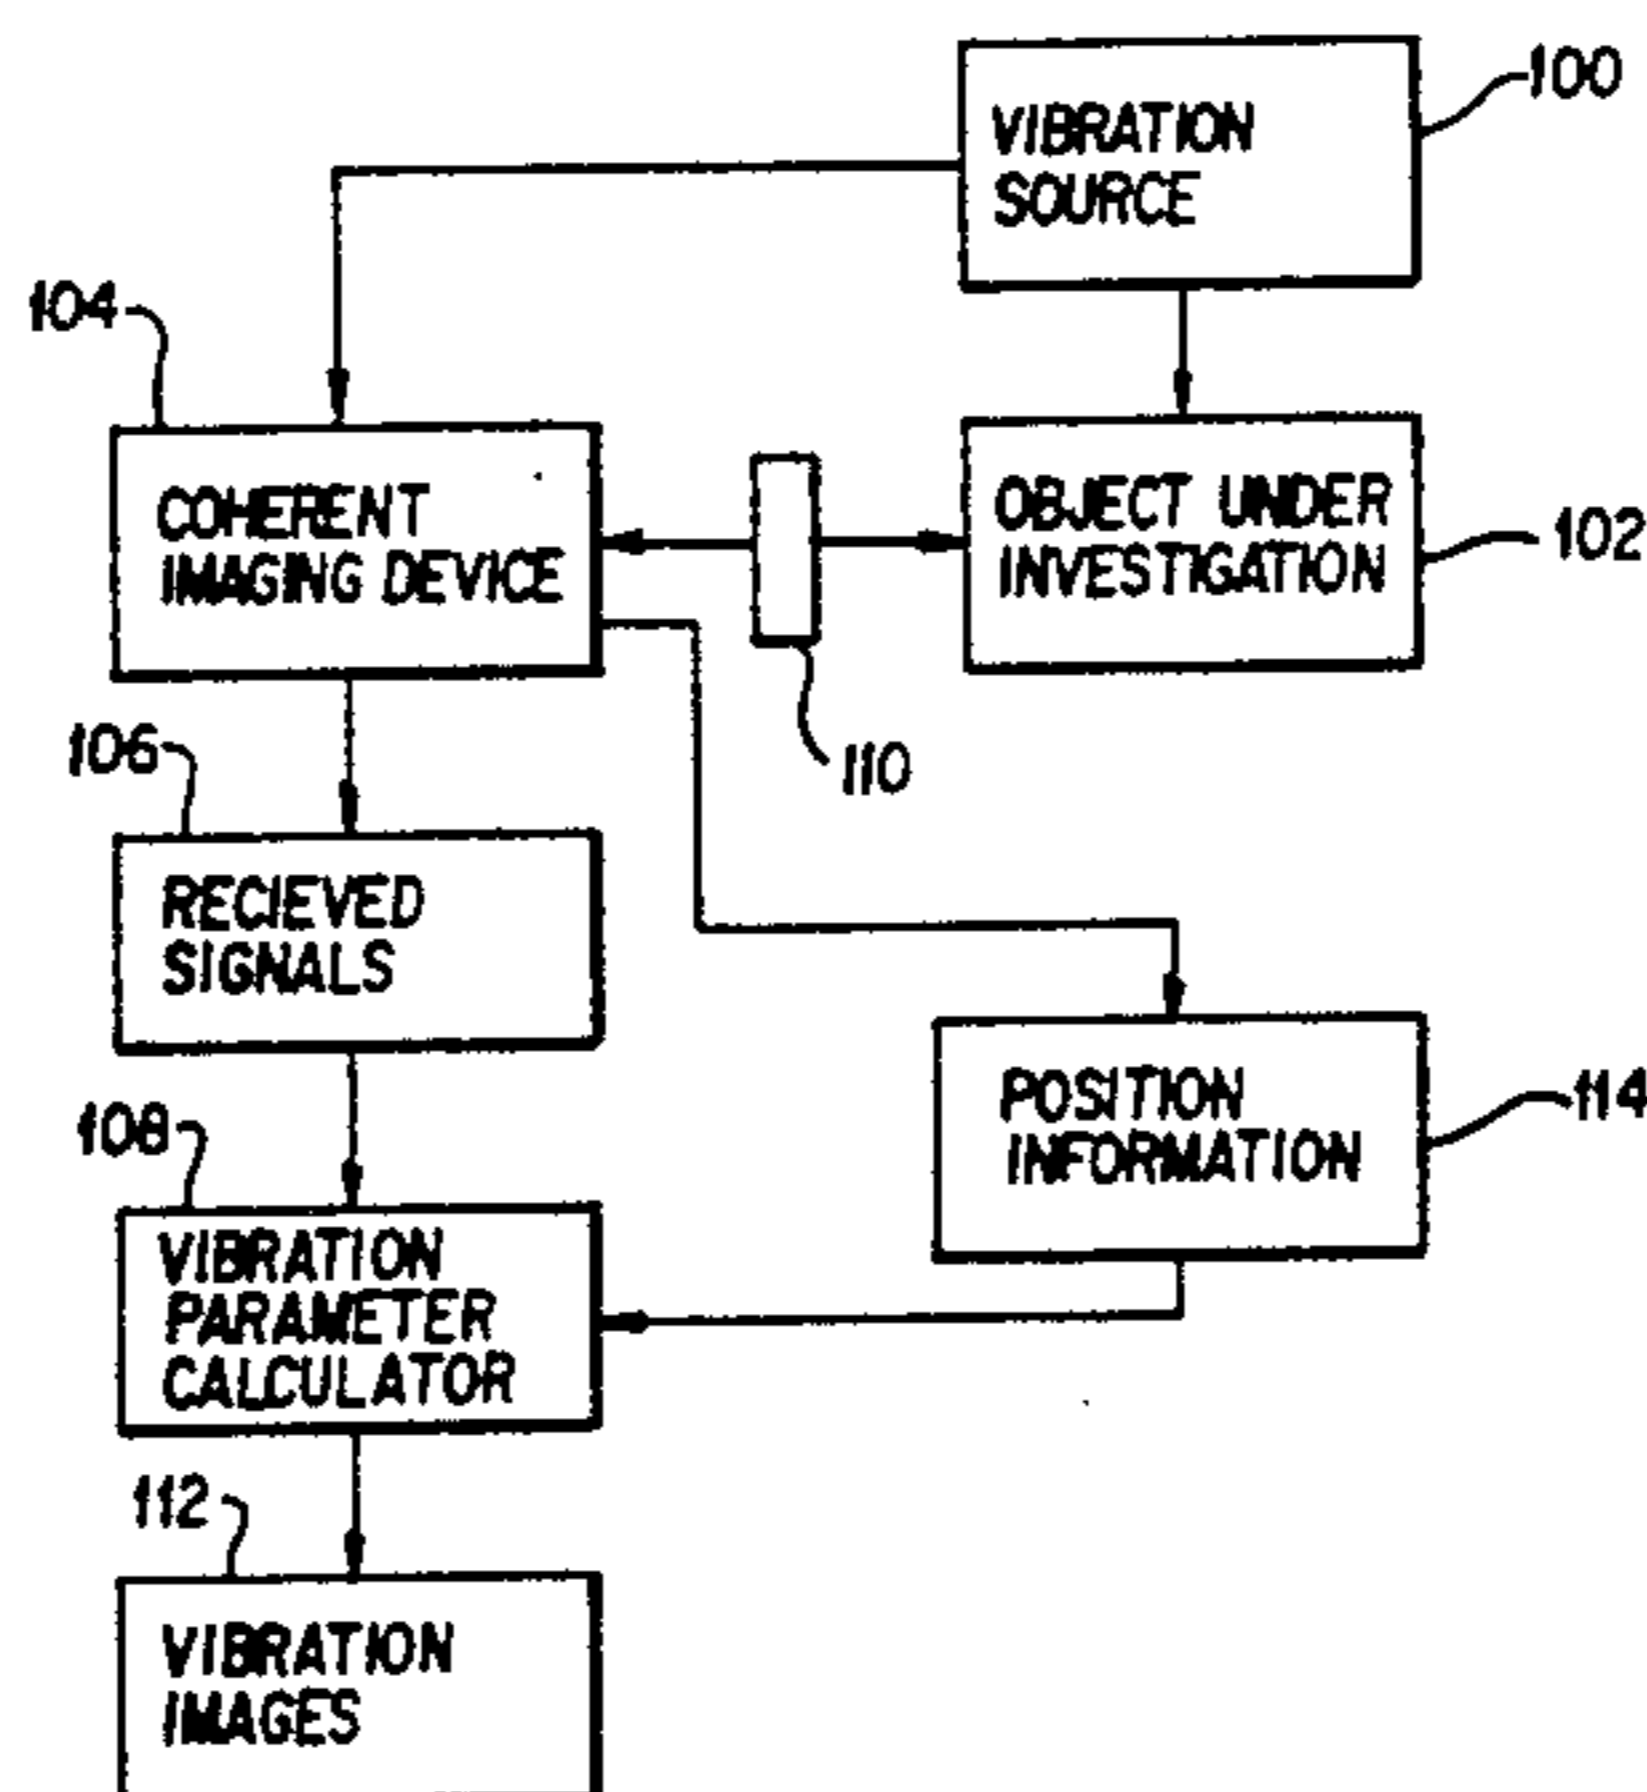 100
VIBRATION
SOURCE
104
COHERENT
IMAGING DEVICE
OBJECT UNDER
INVESTIGATION
102
110
106
RECIEVED
SIGNALS
POSITION
INFORMATION
114
108
VIBRATION
PARAMETER
CALCULATOR
112
VIBRATION
IMAGES